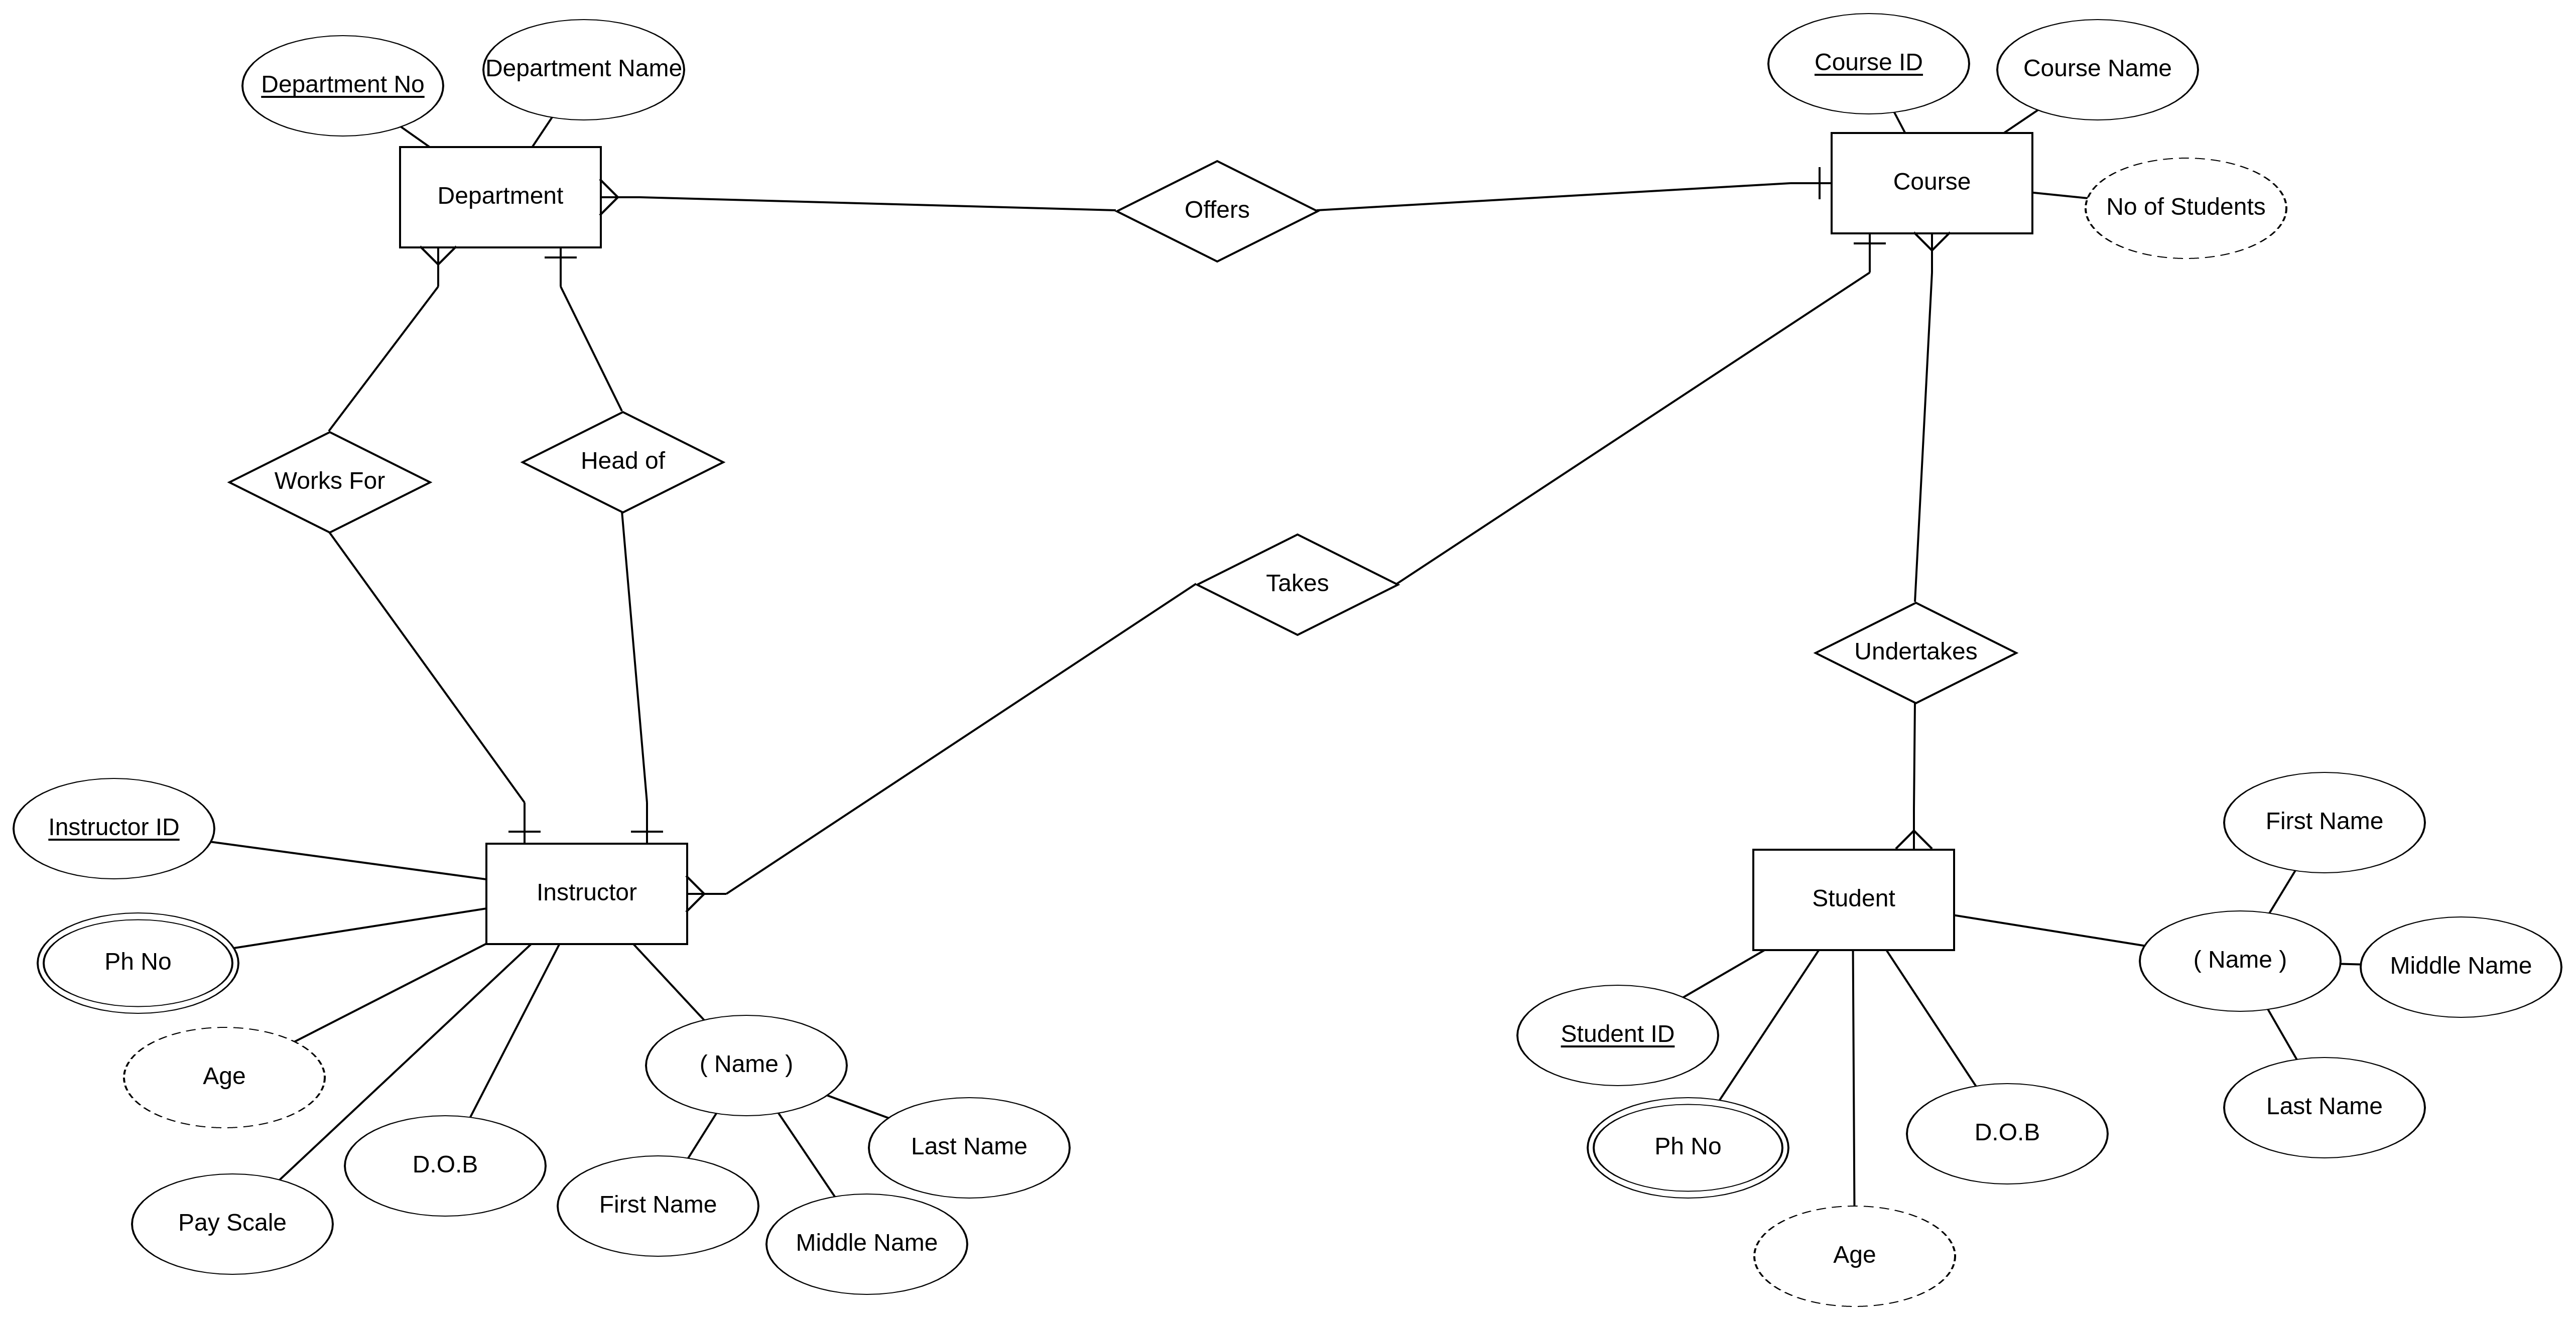 Department No
Department Name
Course ID
Course Name
Department
Offers
Course
No of Students
Works For
Head of
Takes
Undertakes
Instructor ID
Instructor
Ph No
Age
Pay Scale
D.O.B
( Name )
First Name
Middle Name
Last Name
Student
First Name
( Name )
Middle Name
Last Name
Student ID
Ph No
D.O.B
Age